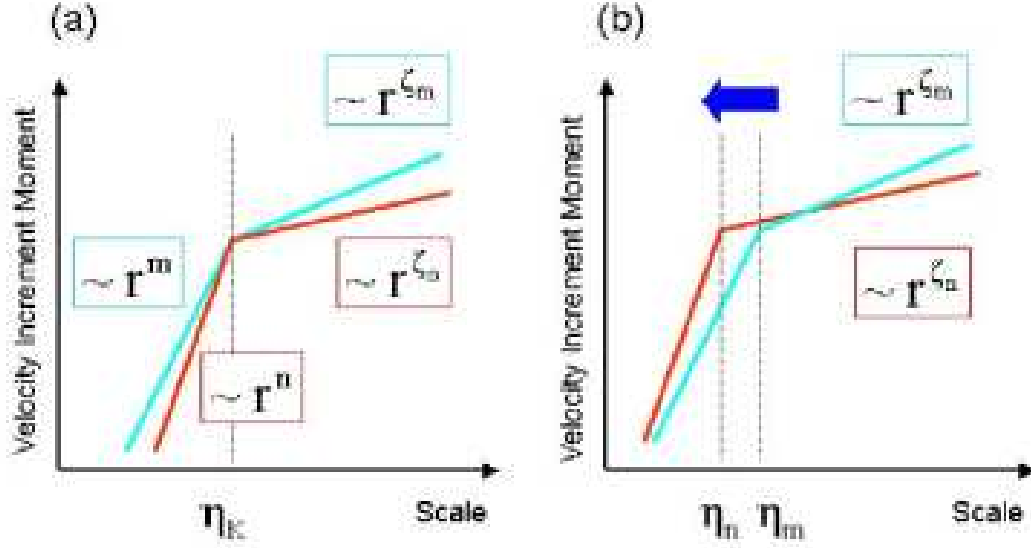 (a)
Velocity Increment Moment
~ r^ζm
~ r^m
~ r^ζn
~ r^n
η_K
Scale
(b)
Velocity Increment Moment
~ r^ζm
~ r^ζn
η_n
η_m
Scale